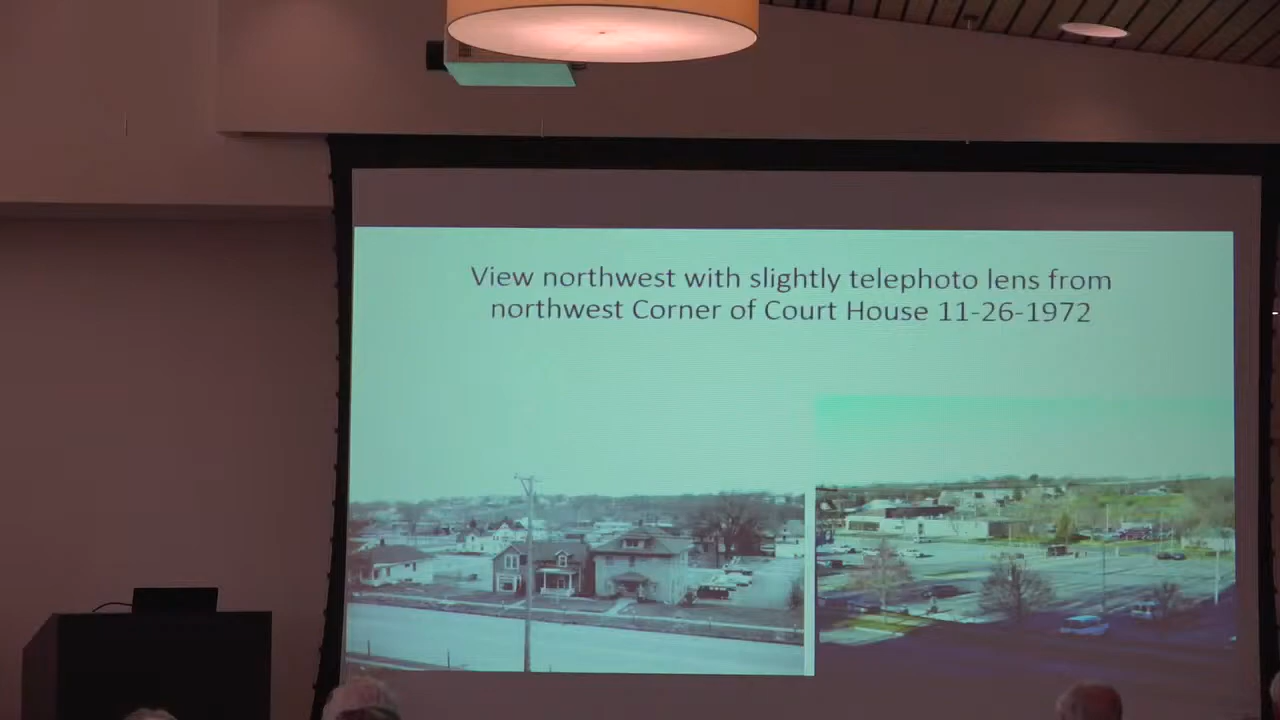 View northwest with slightly telephoto lens from
northwest Corner of Court House 11-26-1972